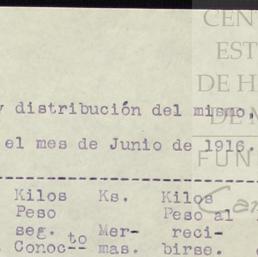 CEN
EST
DE H
DE M
FUN
y distribución del mismo,
el mes de Junio de 1916.
Kilos Ks. Kilos
Peso Peso al
seg. Mer- reci-
Conoc-- to mas. birse.